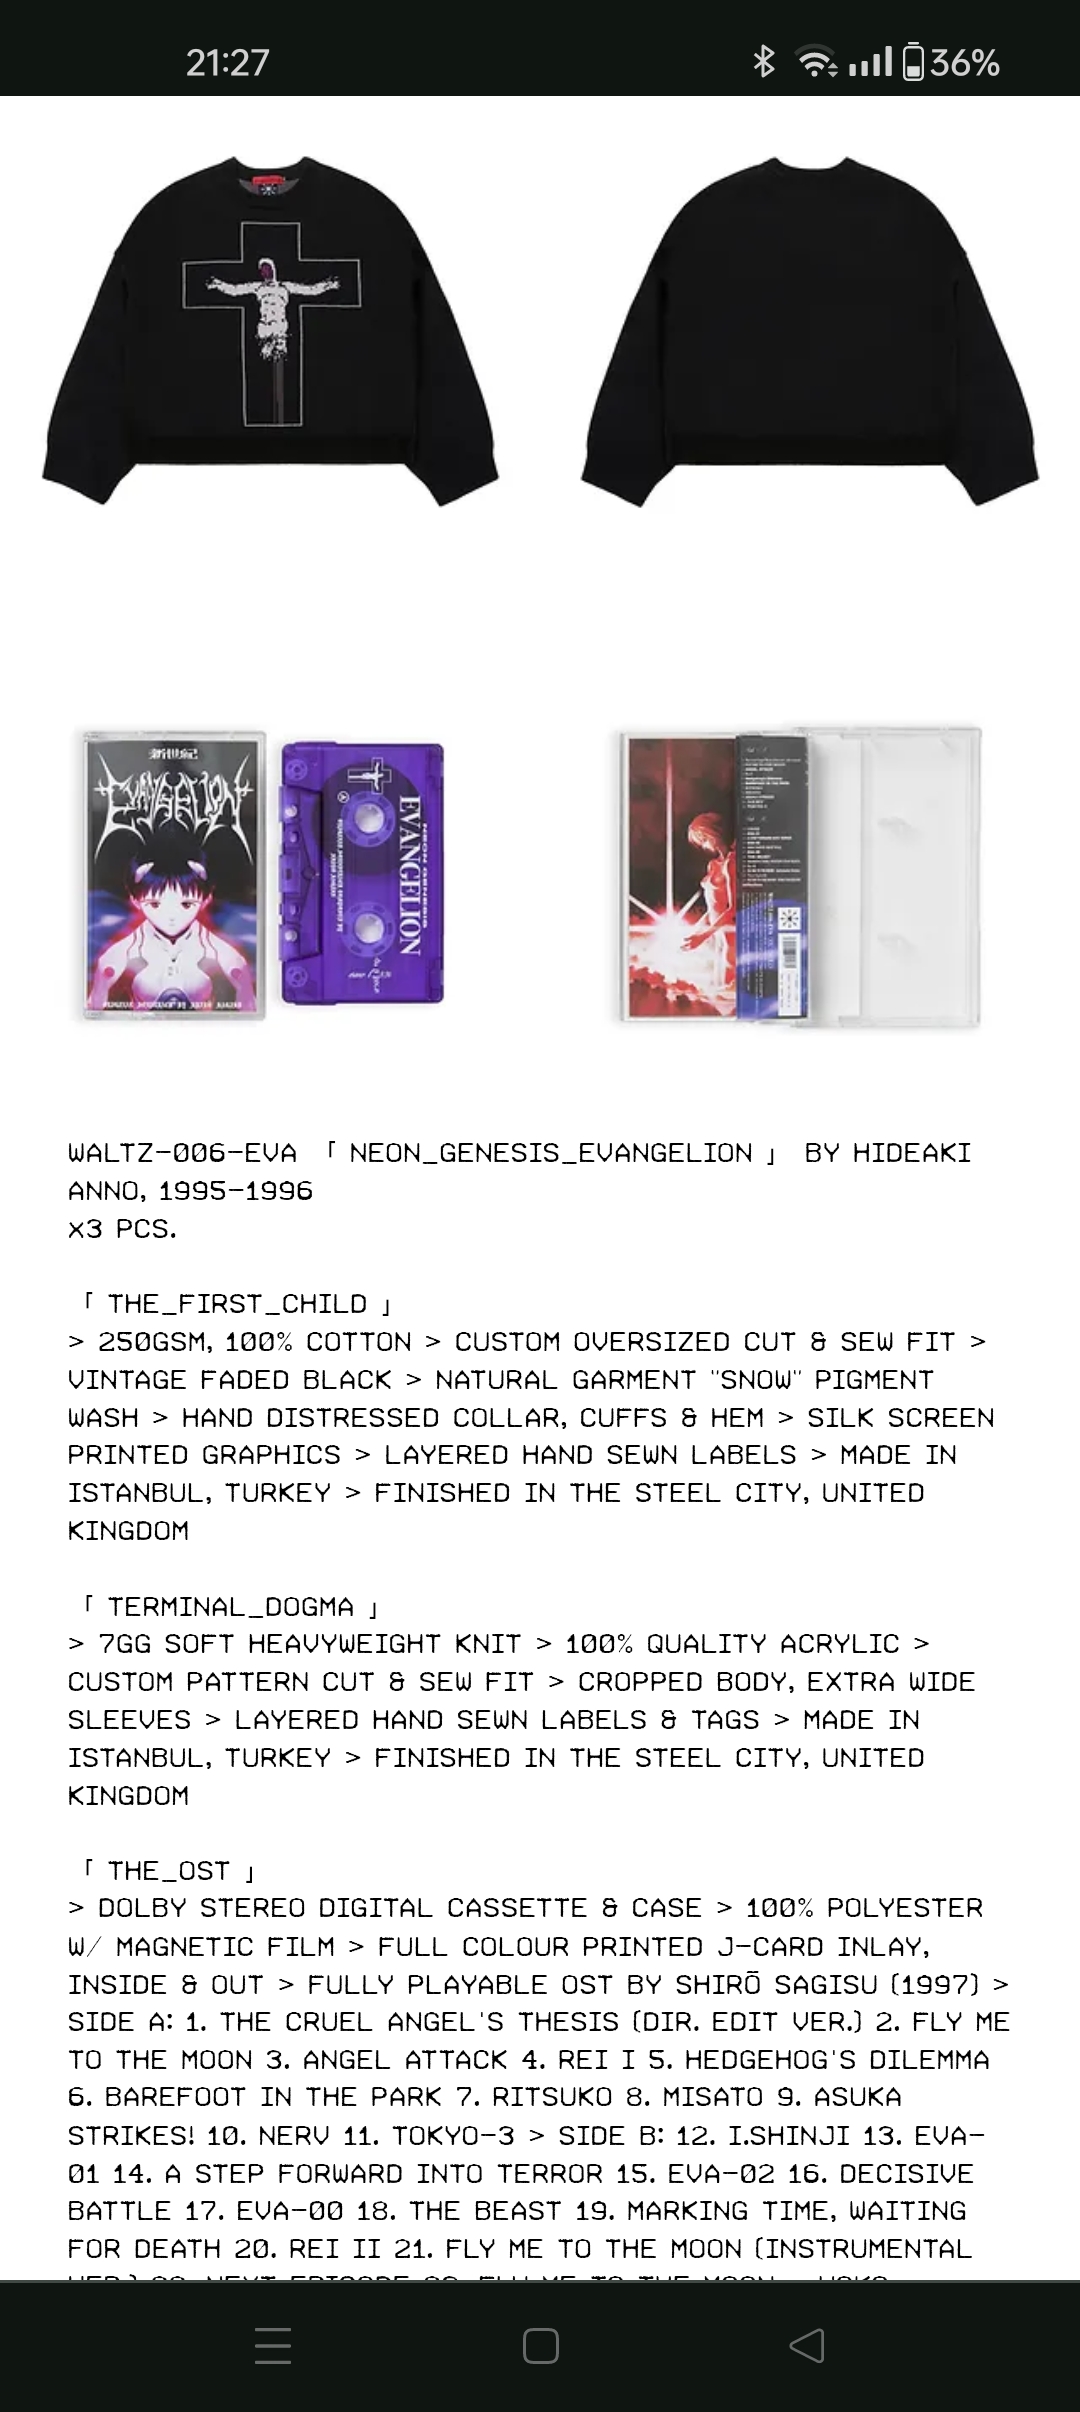 21:27
36%
新世紀
EVANGELION
NEON GENESIS
EVANGELION
WALTZ-006-EVA 「 NEON_GENESIS_EVANGELION 」 BY HIDEAKI
ANNO, 1995-1996
x3 PCS.
「 THE_FIRST_CHILD 」
> 250GSM, 100% COTTON > CUSTOM OVERSIZED CUT & SEW FIT >
VINTAGE FADED BLACK > NATURAL GARMENT "SNOW" PIGMENT
WASH > HAND DISTRESSED COLLAR, CUFFS & HEM > SILK SCREEN
PRINTED GRAPHICS > LAYERED HAND SEWN LABELS > MADE IN
ISTANBUL, TURKEY > FINISHED IN THE STEEL CITY, UNITED
KINGDOM
「 TERMINAL_DOGMA 」
> 7GG SOFT HEAVYWEIGHT KNIT > 100% QUALITY ACRYLIC >
CUSTOM PATTERN CUT & SEW FIT > CROPPED BODY, EXTRA WIDE
SLEEVES > LAYERED HAND SEWN LABELS & TAGS > MADE IN
ISTANBUL, TURKEY > FINISHED IN THE STEEL CITY, UNITED
KINGDOM
「 THE_OST 」
> DOLBY STEREO DIGITAL CASSETTE & CASE > 100% POLYESTER
W/ MAGNETIC FILM > FULL COLOUR PRINTED J-CARD INLAY,
INSIDE & OUT > FULLY PLAYABLE OST BY SHIRŌ SAGISU (1997) >
SIDE A: 1. THE CRUEL ANGEL'S THESIS (DIR. EDIT VER.) 2. FLY ME
TO THE MOON 3. ANGEL ATTACK 4. REI I 5. HEDGEHOG'S DILEMMA
6. BAREFOOT IN THE PARK 7. RITSUKO 8. MISATO 9. ASUKA
STRIKES! 10. NERV 11. TOKYO-3 > SIDE B: 12. I.SHINJI 13. EVA-
01 14. A STEP FORWARD INTO TERROR 15. EVA-02 16. DECISIVE
BATTLE 17. EVA-00 18. THE BEAST 19. MARKING TIME, WAITING
FOR DEATH 20. REI II 21. FLY ME TO THE MOON (INSTRUMENTAL